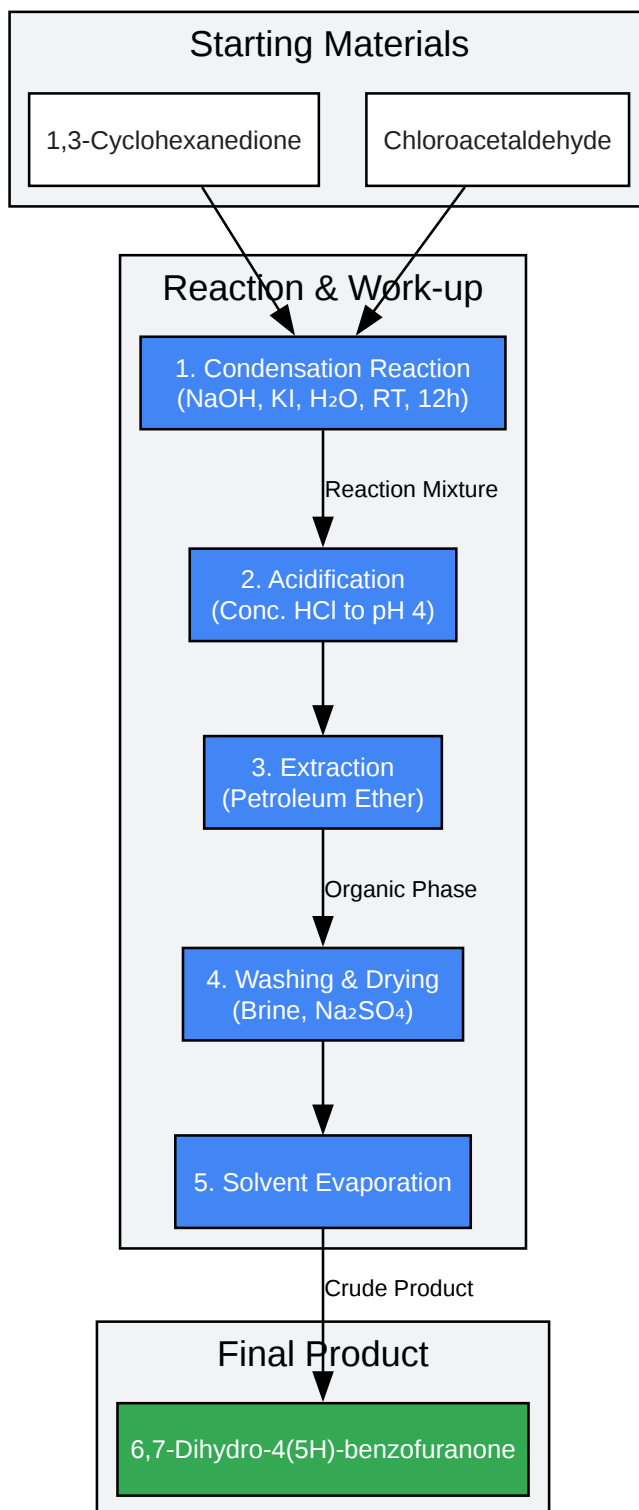 Starting Materials
1,3-Cyclohexanedione
Chloroacetaldehyde
Reaction & Work-up
1. Condensation Reaction
(NaOH, KI, H₂O, RT, 12h)
Reaction Mixture
2. Acidification
(Conc. HCl to pH 4)
3. Extraction
(Petroleum Ether)
Organic Phase
4. Washing & Drying
(Brine, Na₂SO₄)
5. Solvent Evaporation
Crude Product
Final Product
6,7-Dihydro-4(5H)-benzofuranone